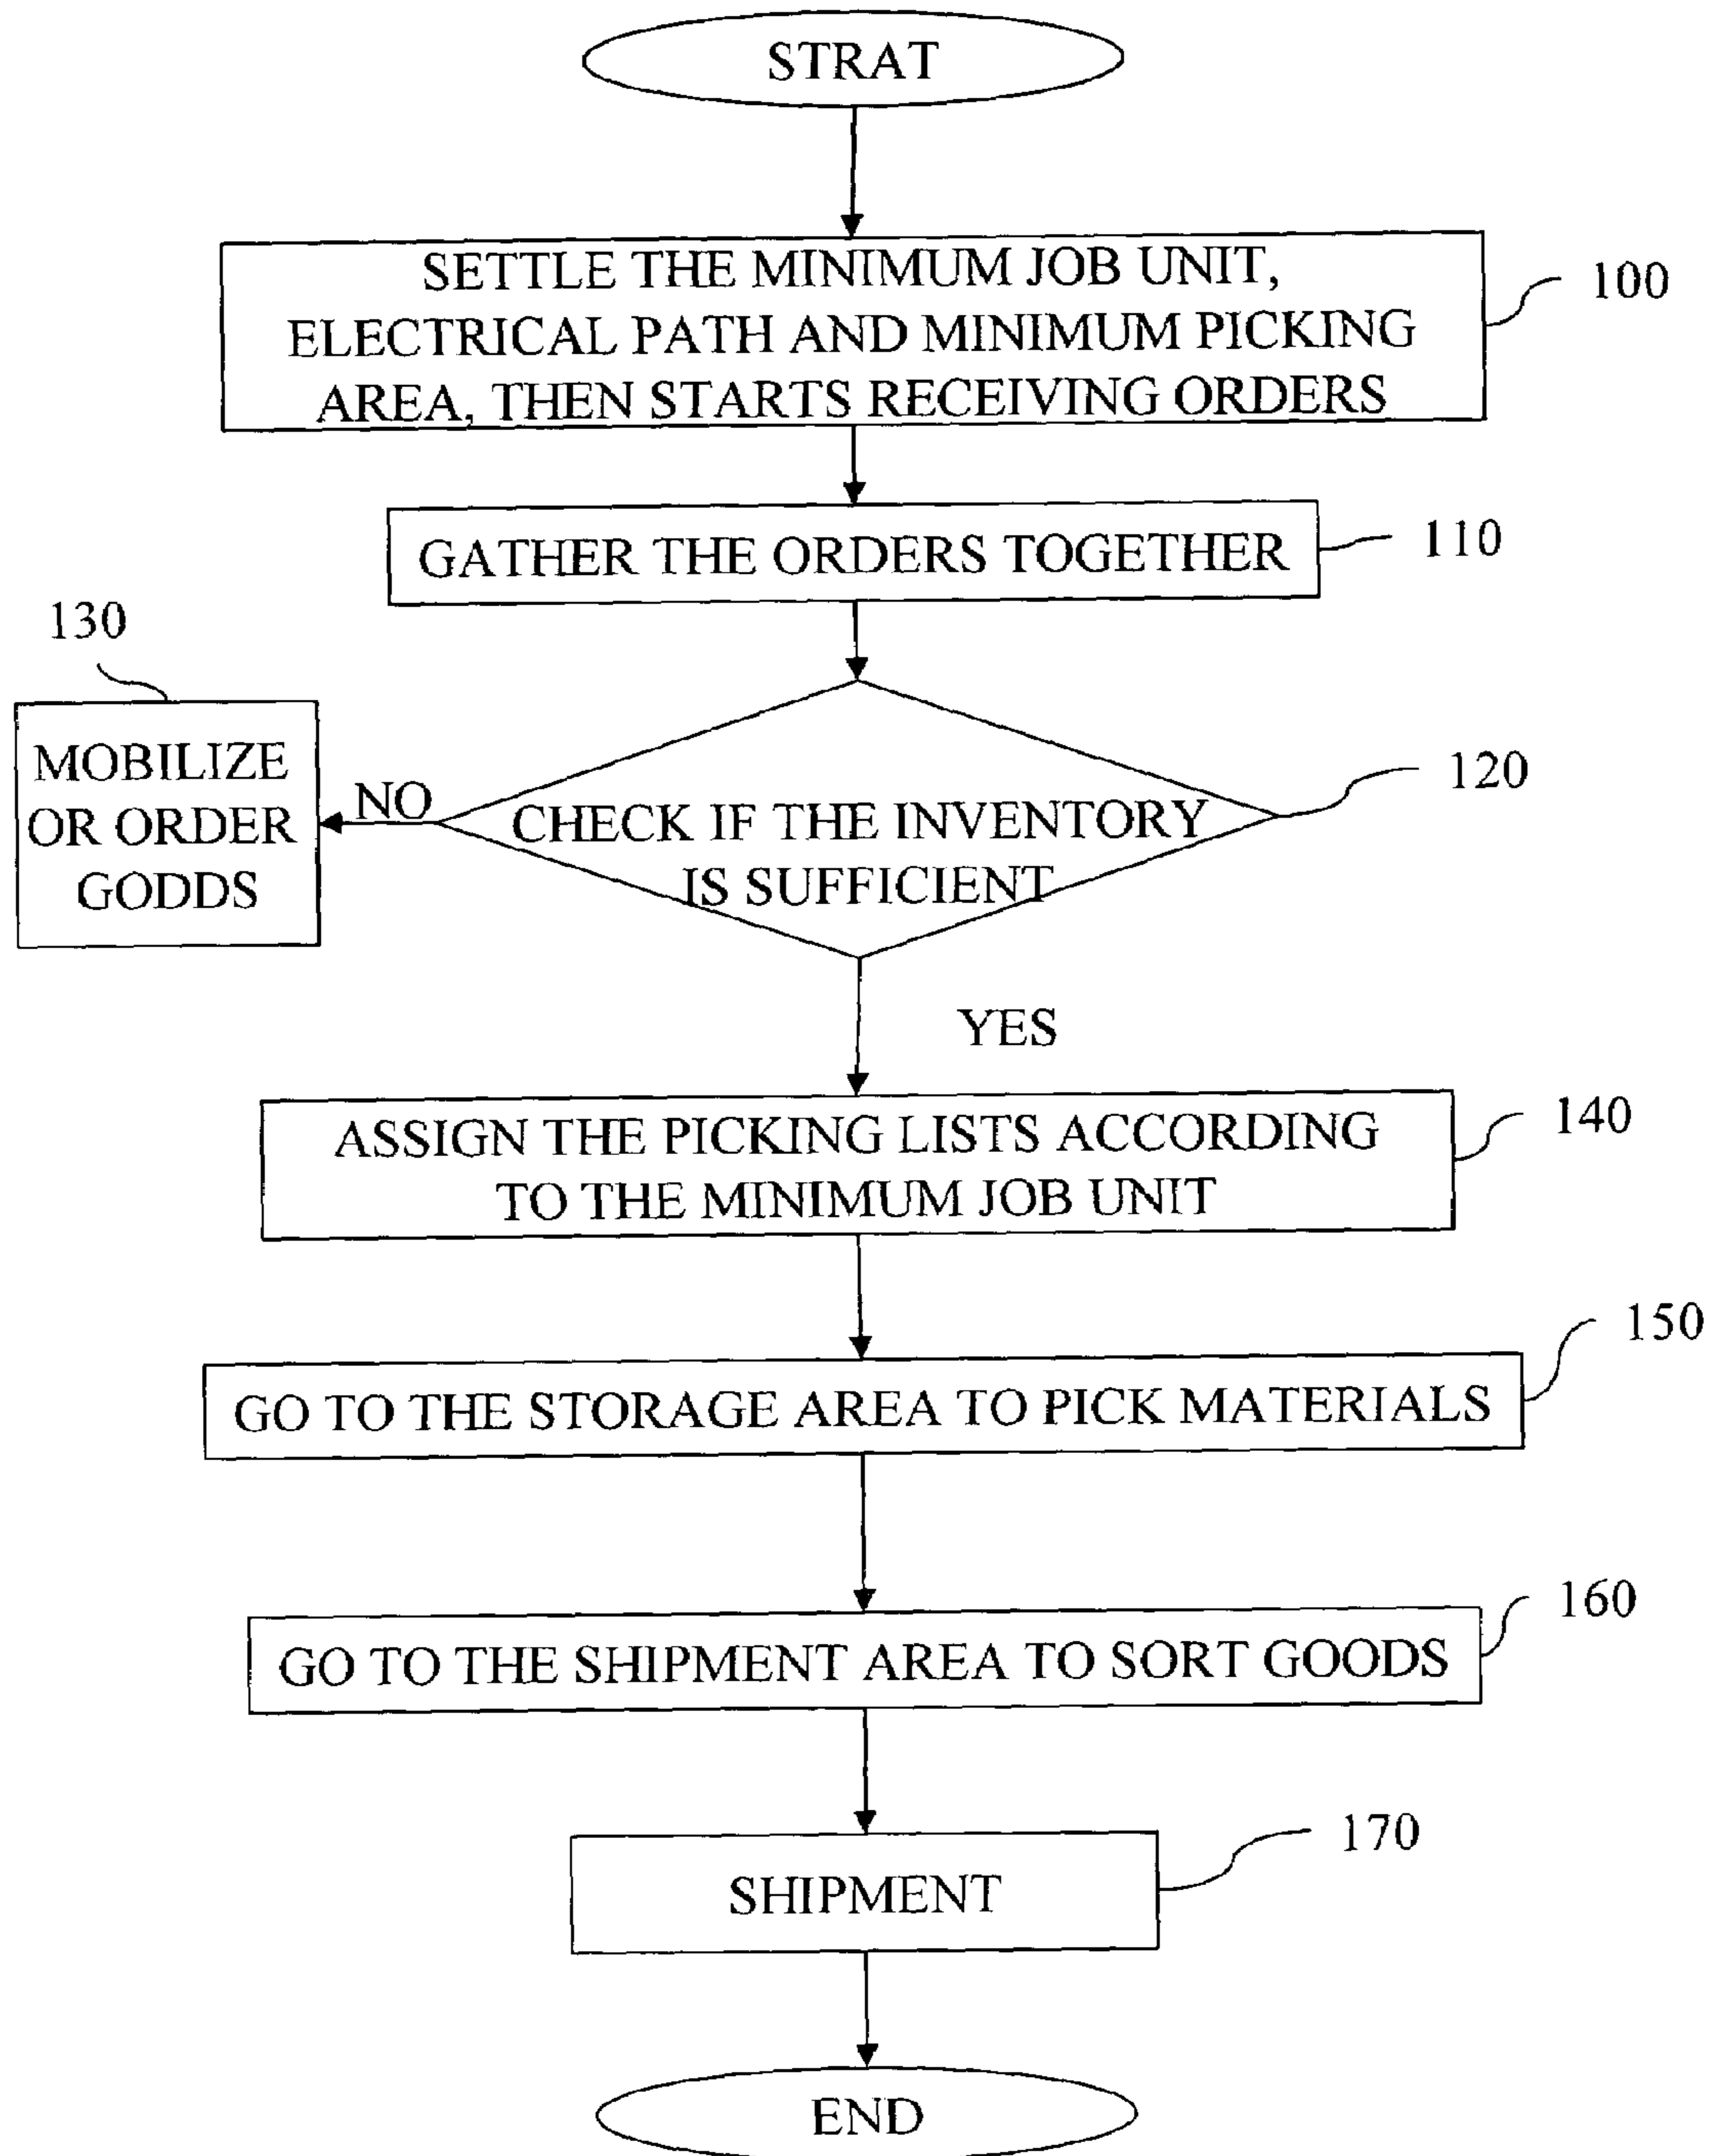 STRAT
SETTLE THE MINIMUM JOB UNIT,
ELECTRICAL PATH AND MINIMUM PICKING
AREA, THEN STARTS RECEIVING ORDERS
100
GATHER THE ORDERS TOGETHER
110
130
MOBILIZE
OR ORDER
GODDS
NO
CHECK IF THE INVENTORY
IS SUFFICIENT
120
YES
ASSIGN THE PICKING LISTS ACCORDING
TO THE MINIMUM JOB UNIT
140
GO TO THE STORAGE AREA TO PICK MATERIALS
150
GO TO THE SHIPMENT AREA TO SORT GOODS
160
SHIPMENT
170
END